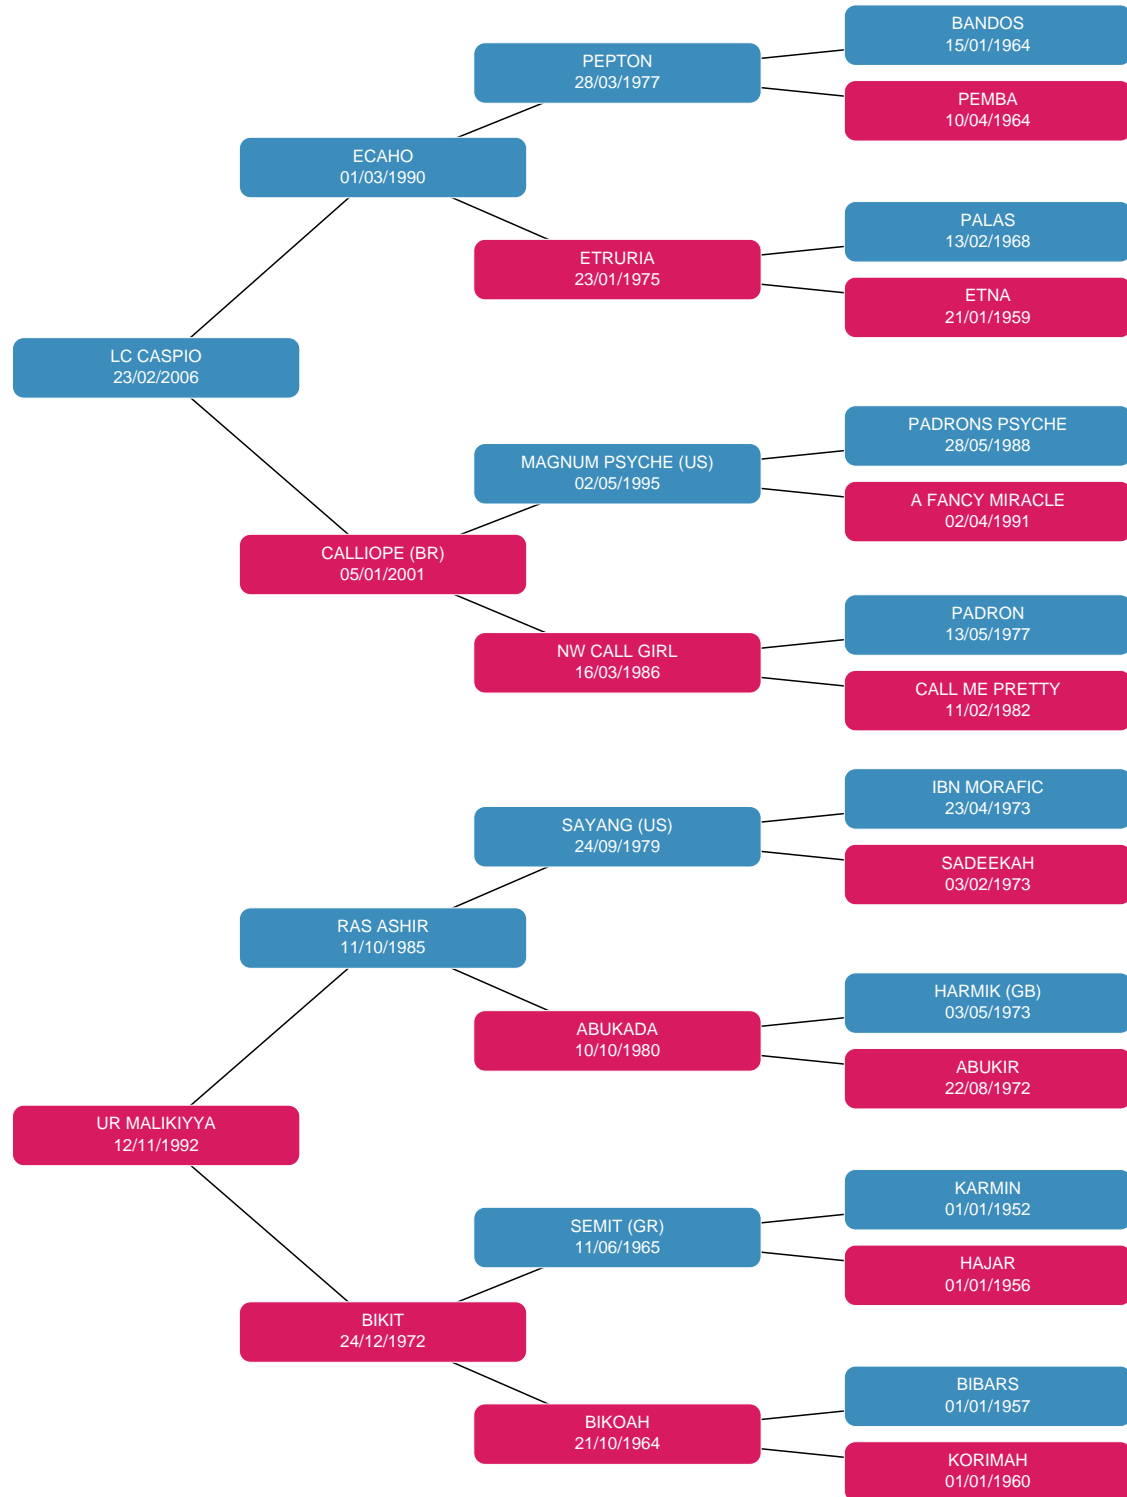 BANDOS
15/01/1964
PEPTON
28/03/1977
PEMBA
10/04/1964
ECAHO
01/03/1990
PALAS
13/02/1968
ETRURIA
23/01/1975
ETNA
21/01/1959
LC CASPIO
23/02/2006
PADRONS PSYCHE
28/05/1988
MAGNUM PSYCHE (US)
02/05/1995
A FANCY MIRACLE
02/04/1991
CALLIOPE (BR)
05/01/2001
PADRON
13/05/1977
NW CALL GIRL
16/03/1986
CALL ME PRETTY
11/02/1982
IBN MORAFIC
23/04/1973
SAYANG (US)
24/09/1979
SADEEKAH
03/02/1973
RAS ASHIR
11/10/1985
HARMIK (GB)
03/05/1973
ABUKADA
10/10/1980
ABUKIR
22/08/1972
UR MALIKIYYA
12/11/1992
KARMIN
01/01/1952
SEMIT (GR)
11/06/1965
HAJAR
01/01/1956
BIKIT
24/12/1972
BIBARS
01/01/1957
BIKOAH
21/10/1964
KORIMAH
01/01/1960